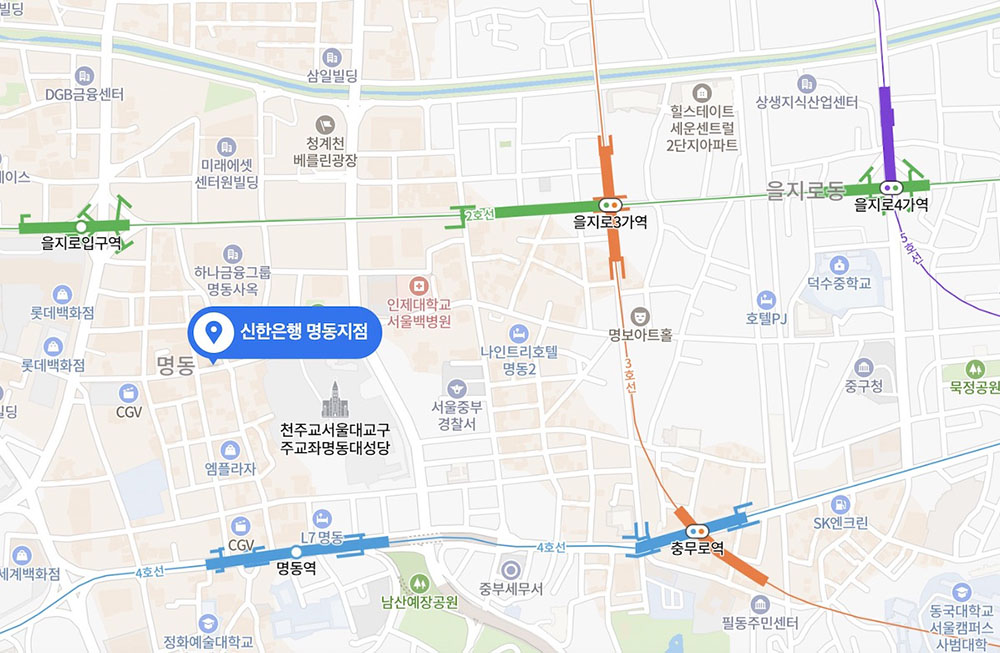 빌딩
DGB금융센터
삼일빌딩
상생지식산업센터
힐스테이트
세운센트럴
2단지아파트
청계천
베를린광장
미래에셋
센터원빌딩
에이스
을지로동
을지로4가역
을지로3가역
2호선
을지로입구역
5호선
하나금융그룹
명동사옥
덕수중학교
롯데백화점
인제대학교
서울백병원
호텔PJ
신한은행 명동지점
명보아트홀
나인트리호텔
명동2
롯데백화점
명동
3호선
중구청
묵정공원
CGV
빌딩
서울중부
경찰서
천주교서울대교구
주교좌명동대성당
엠플라자
SK엔크린
L7 명동
CGV
4호선
충무로역
명동역
4호선
세계백화점
중부세무서
남산예장공원
필동주민센터
동국대학교
서울캠퍼스
사범대학
정화예술대학교